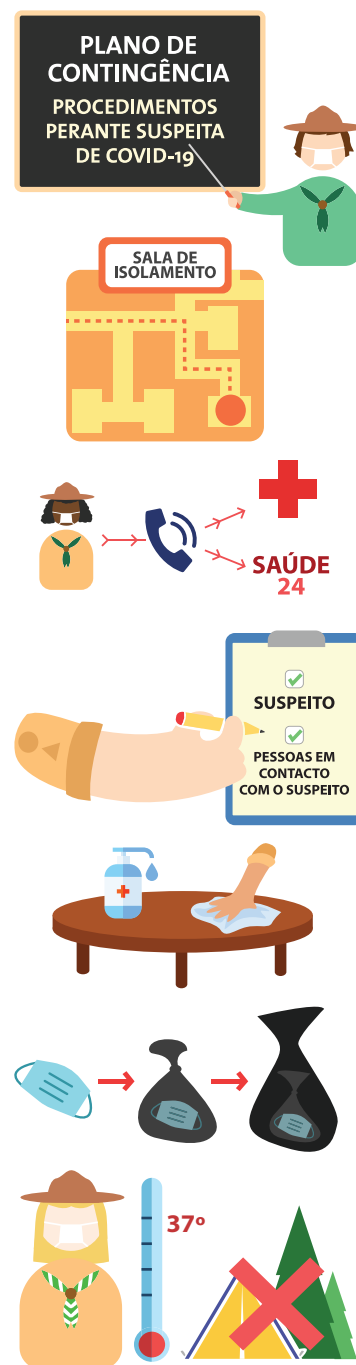 PLANO DE
CONTINGÊNCIA
PROCEDIMENTOS
PERANTE SUSPEITA
DE COVID-19
SALA DE
ISOLAMENTO
SAÚDE
24
SUSPEITO
PESSOAS EM
CONTACTO
COM O SUSPEITO
37º